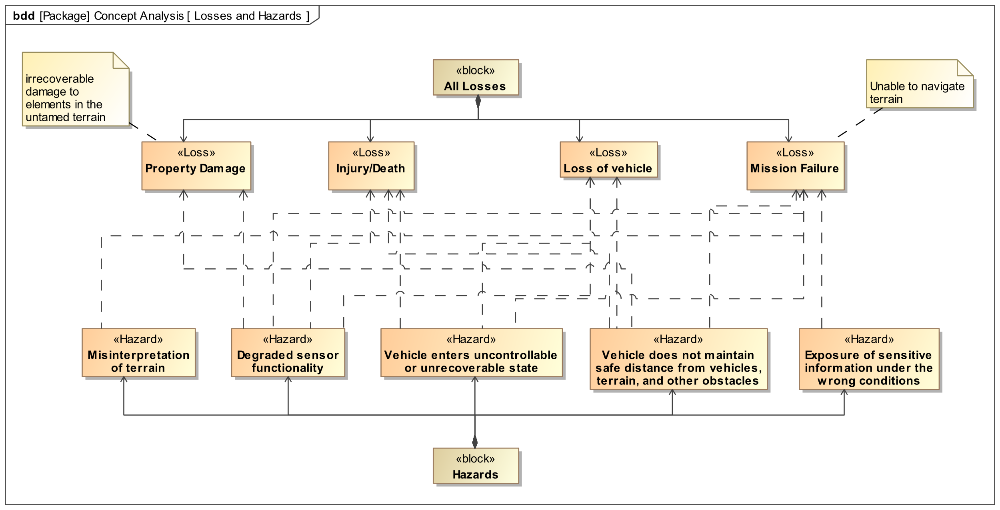 bdd [Package] Concept Analysis [ Losses and Hazards ]
irrecoverable
damage to
elements in the
untamed terrain
«block»
All Losses
Unable to navigate
terrain
«Loss»
Property Damage
«Loss»
Injury/Death
«Loss»
Loss of vehicle
«Loss»
Mission Failure
«Hazard»
Misinterpretation
of terrain
«Hazard»
Degraded sensor
functionality
«Hazard»
Vehicle enters uncontrollable
or unrecoverable state
«Hazard»
Vehicle does not maintain
safe distance from vehicles,
terrain, and other obstacles
«Hazard»
Exposure of sensitive
information under the
wrong conditions
«block»
Hazards